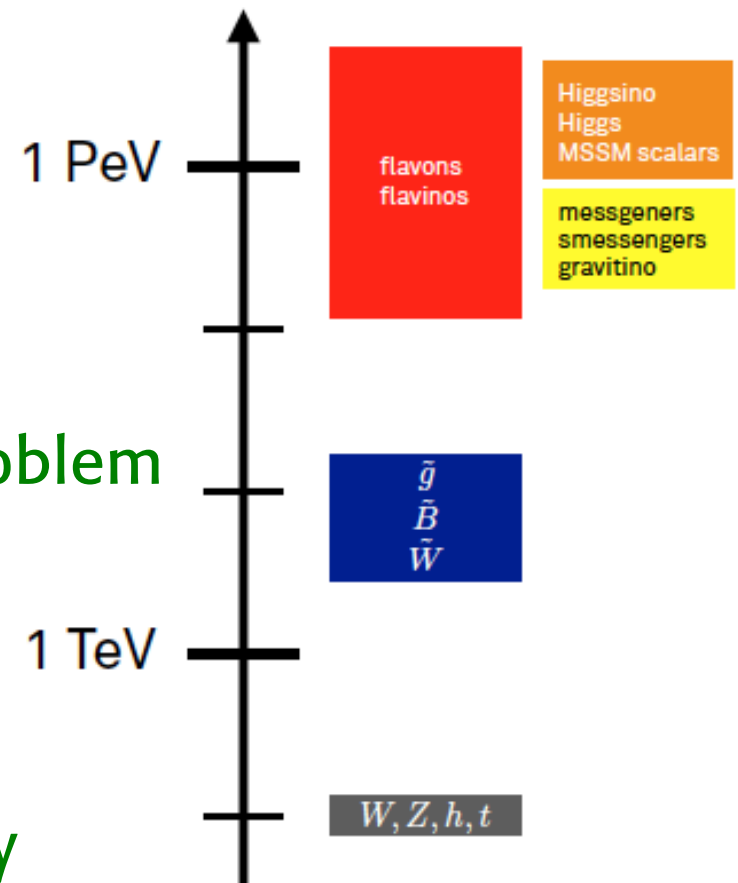 1 PeV
flavons
flavinos
Higgsino
Higgs
MSSM scalars
messgeners
smessengers
gravitino
oblem
g̃
B̃
W̃
1 TeV
W, Z, h, t
y